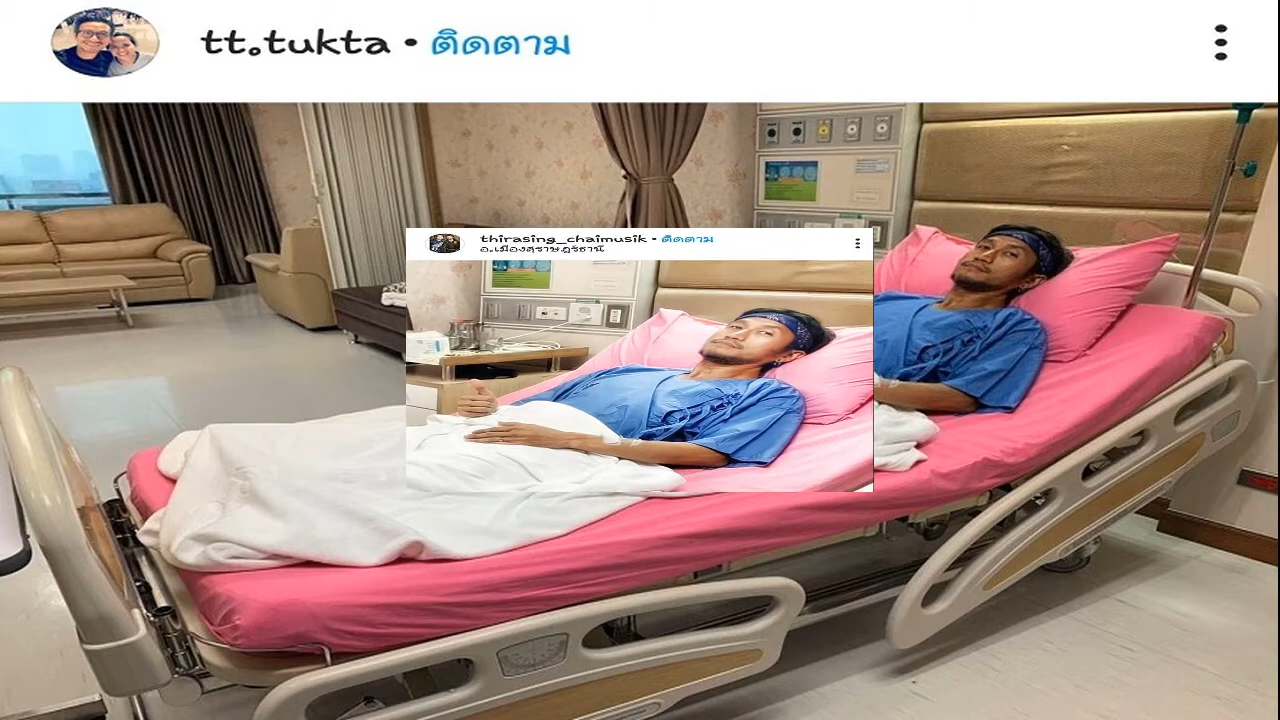 tt.tukta • ติดตาม
thirasing_chaimusik • ติดตาม
อ.เมืองสุราษฎร์ธานี